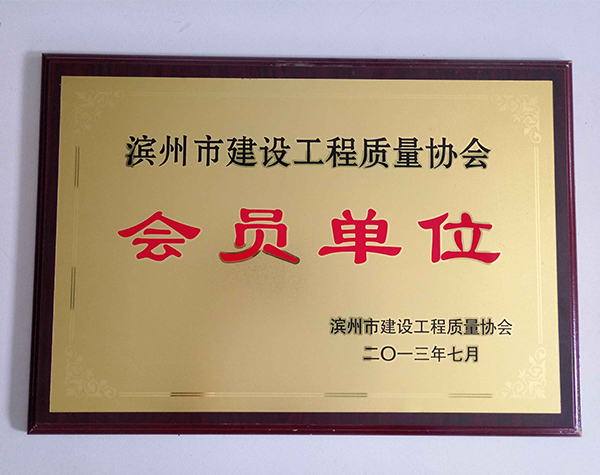 滨州市建设工程质量协会
会员单位
滨州市建设工程质量协会
二〇一三年七月